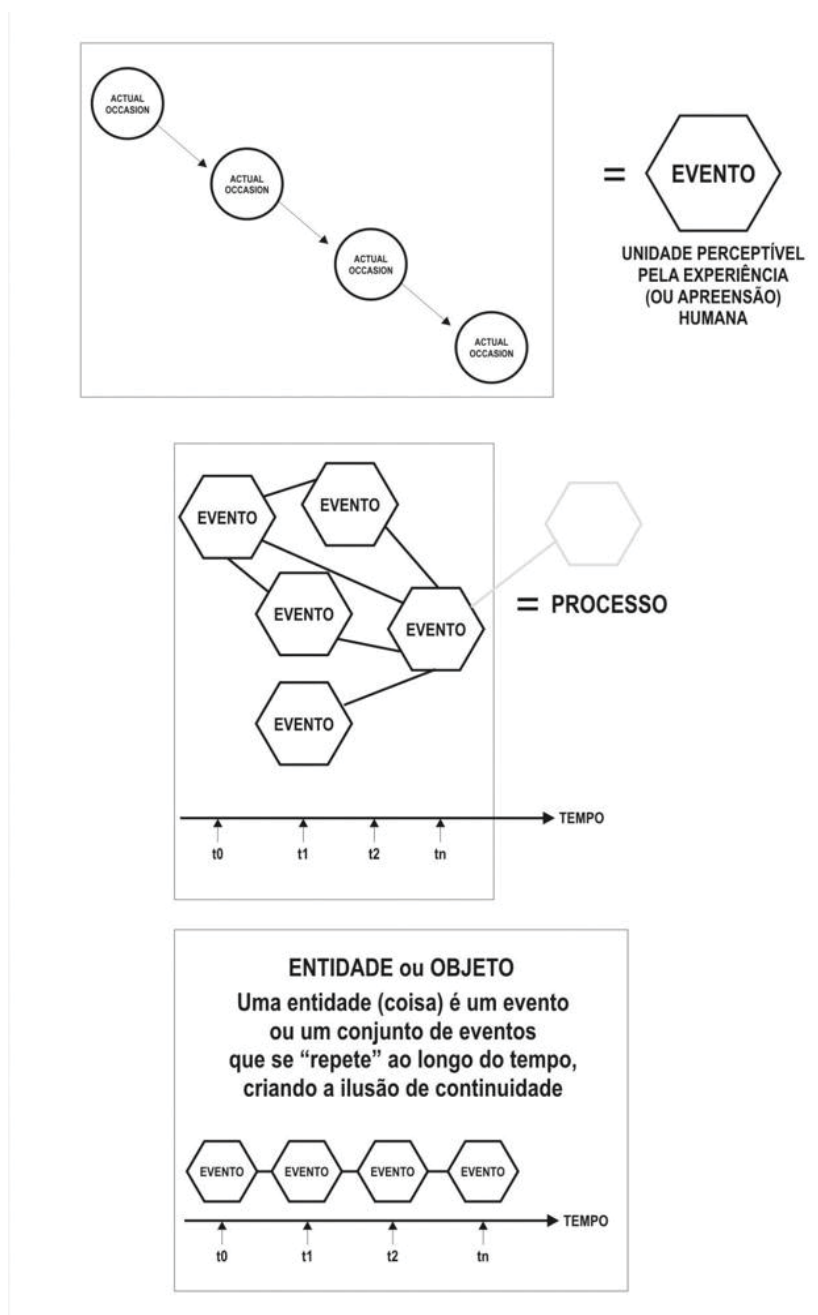 ACTUAL
OCCASION
ACTUAL
OCCASION
ACTUAL
OCCASION
ACTUAL
OCCASION
=
EVENTO
UNIDADE PERCEPTÍVEL
PELA EXPERIÊNCIA
(OU APREENSÃO)
HUMANA
EVENTO
EVENTO
EVENTO
EVENTO
EVENTO
= PROCESSO
TEMPO
t0 t1 t2 tn
ENTIDADE ou OBJETO
Uma entidade (coisa) é um evento
ou um conjunto de eventos
que se “repete” ao longo do tempo,
criando a ilusão de continuidade
EVENTO EVENTO EVENTO EVENTO
TEMPO
t0 t1 t2 tn